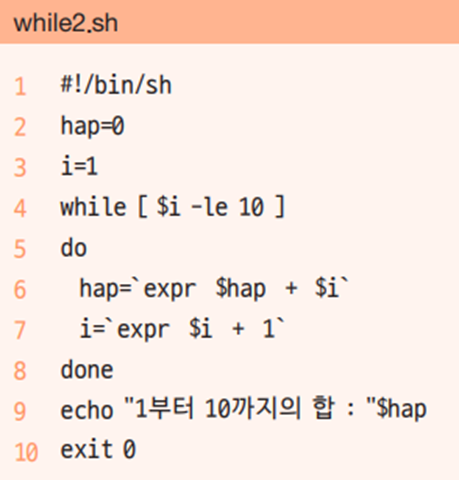 while2.sh
1 #!/bin/sh
2 hap=0
3 i=1
4 while [ $i -le 10 ]
5 do
6 hap=`expr $hap + $i`
7 i=`expr $i + 1`
8 done
9 echo "1부터 10까지의 합 : "$hap
10 exit 0